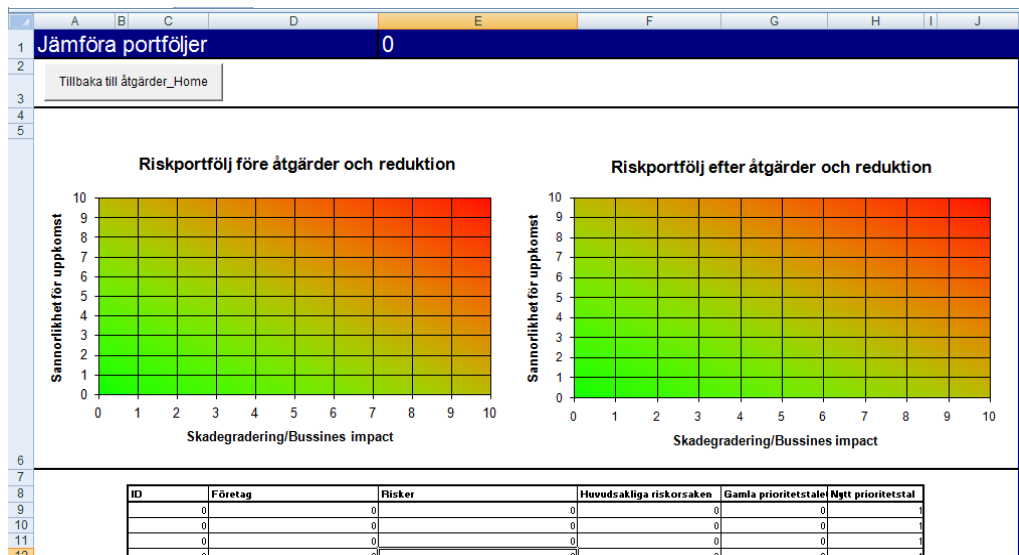 A B C D E F G H I J
1 Jämföra portföljer 0
2
Tillbaka till åtgärder_Home
3
4
5
Riskportfölj före åtgärder och reduktion
10
9
8
7
6
5
4
3
2
1
0
Sannorlikhet för uppkomst
0 1 2 3 4 5 6 7 8 9 10
Skadegradering/Bussines impact
Riskportfölj efter åtgärder och reduktion
10
9
8
7
6
5
4
3
2
1
0
Sannorlikhet för uppkomst
0 1 2 3 4 5 6 7 8 9 10
Skadegradering/Bussines impact
6
7
8 ID Företag Risker Huvudsakliga riskorsaken Gamla prioritetstalet Nytt prioritetstal
9 0 0 0 0 0 1
10 0 0 0 0 0 1
11 0 0 0 0 0 1
12